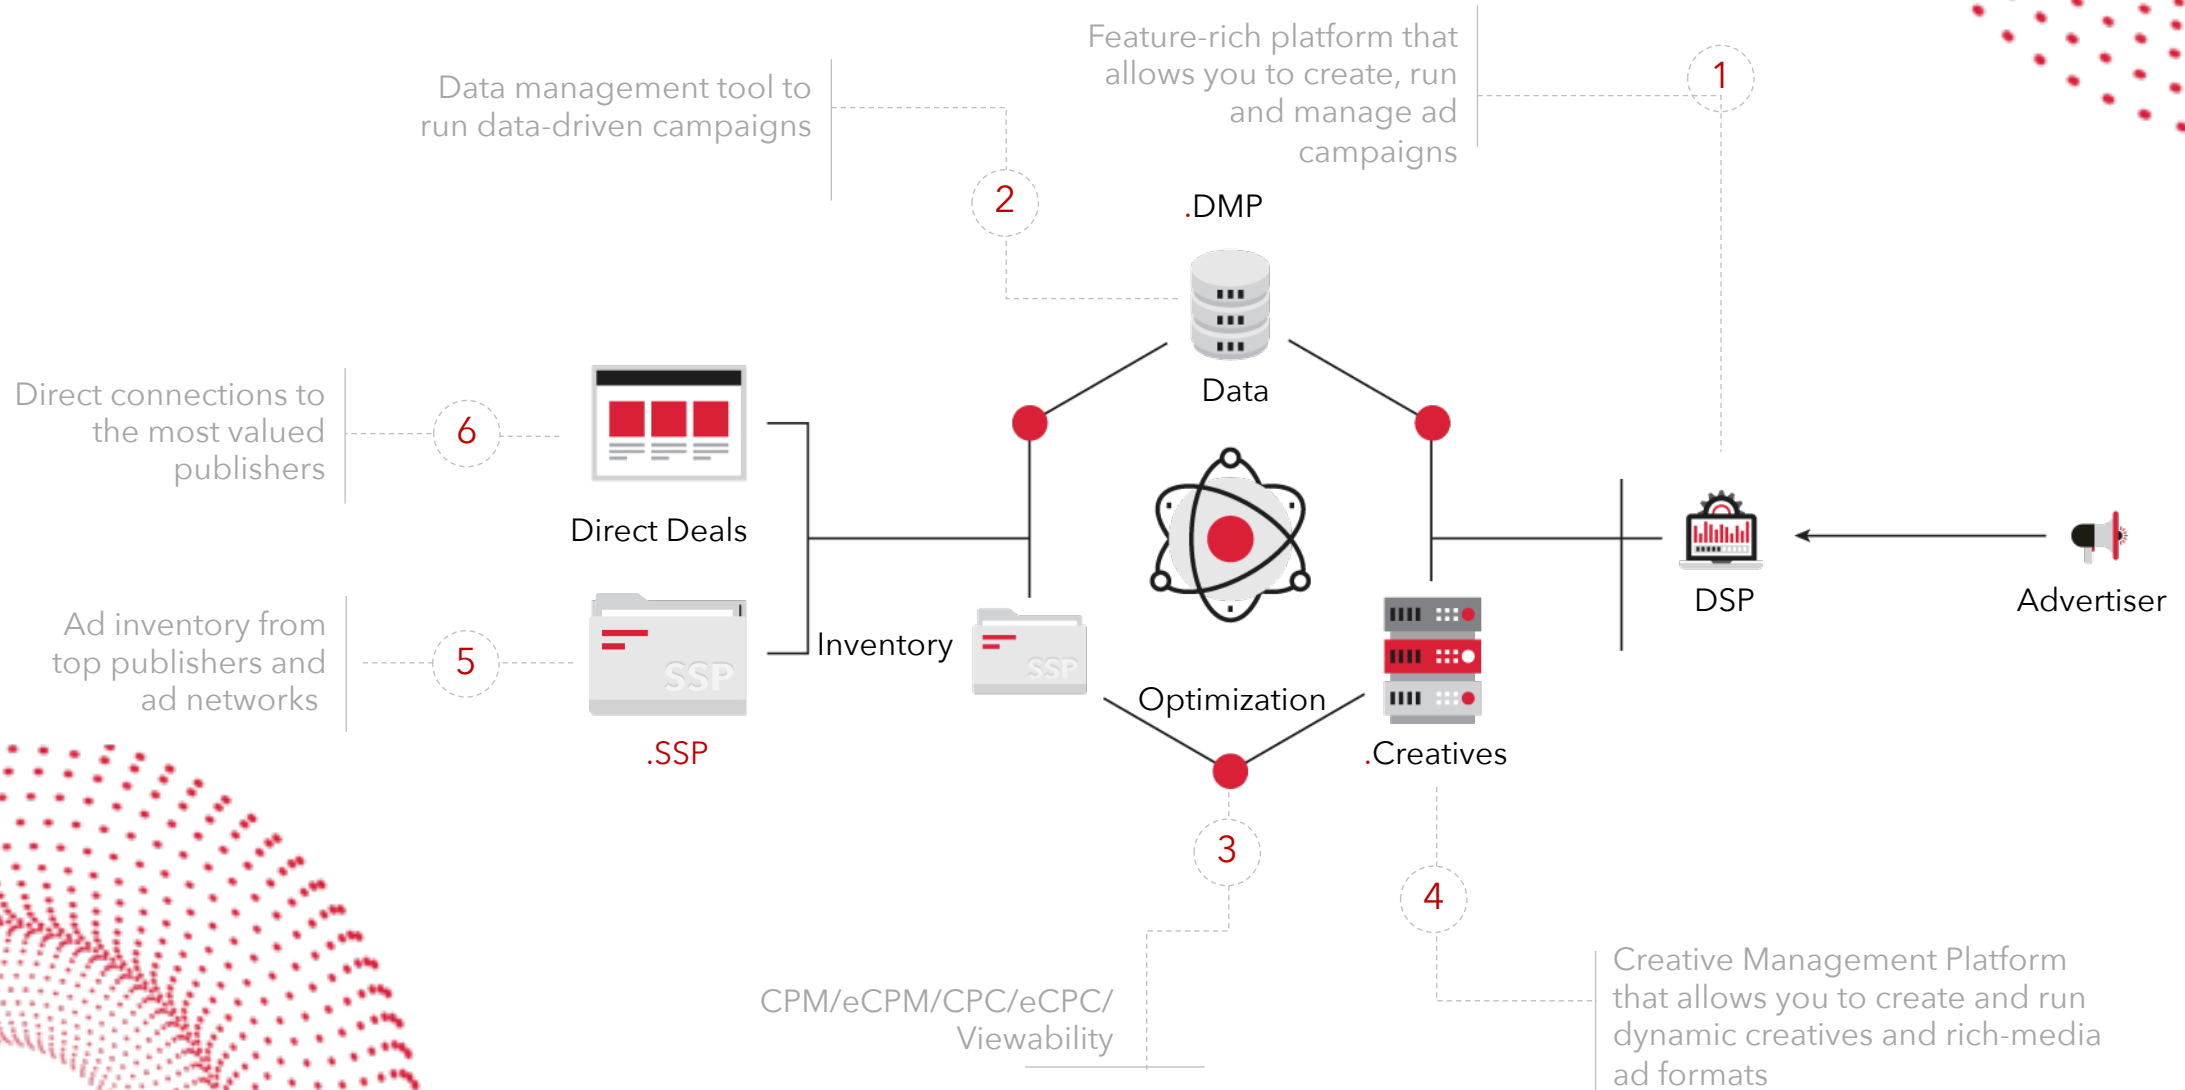 Feature-rich platform that
allows you to create, run
and manage ad
campaigns
1
Data management tool to
run data-driven campaigns
2
.DMP
Data
Direct connections to
the most valued
publishers
6
Direct Deals
Ad inventory from
top publishers and
ad networks
5
SSP
.SSP
Inventory
SSP
Optimization
.Creatives
DSP
Advertiser
3
CPM/eCPM/CPC/eCPC/
Viewability
4
Creative Management Platform
that allows you to create and run
dynamic creatives and rich-media
ad formats